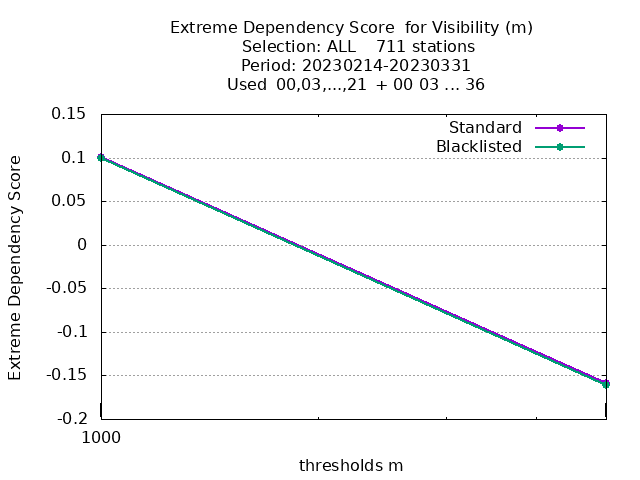 Extreme Dependency Score for Visibility (m)
Selection: ALL 711 stations
Period: 20230214-20230331
Used 00,03,...,21 + 00 03 ... 36
Standard
Blacklisted
Extreme Dependency Score
0.15
0.1
0.05
0
-0.05
-0.1
-0.15
-0.2
1000
thresholds m